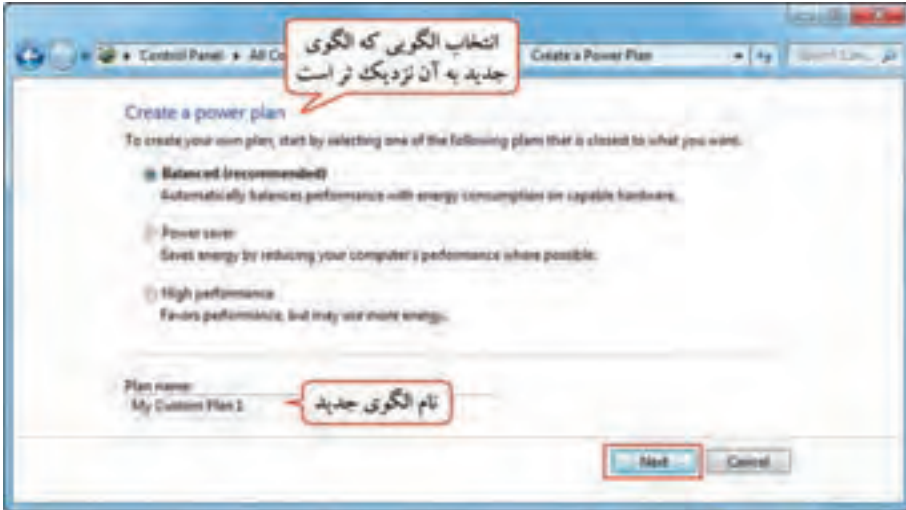 Control Panel ▸ All Co
Create a Power Plan
انتخاب الگویی که الگوی
جدید به آن نزدیک تر است
Create a power plan
To create your own plan, start by selecting one of the following plans that is closest to what you want.
Balanced (recommended)
Automatically balances performance with energy consumption on capable hardware.
Power saver
Saves energy by reducing your computer's performance where possible.
High performance
Favors performance, but may use more energy.
Plan name:
My Custom Plan 1
نام الگوی جدید
Next
Cancel